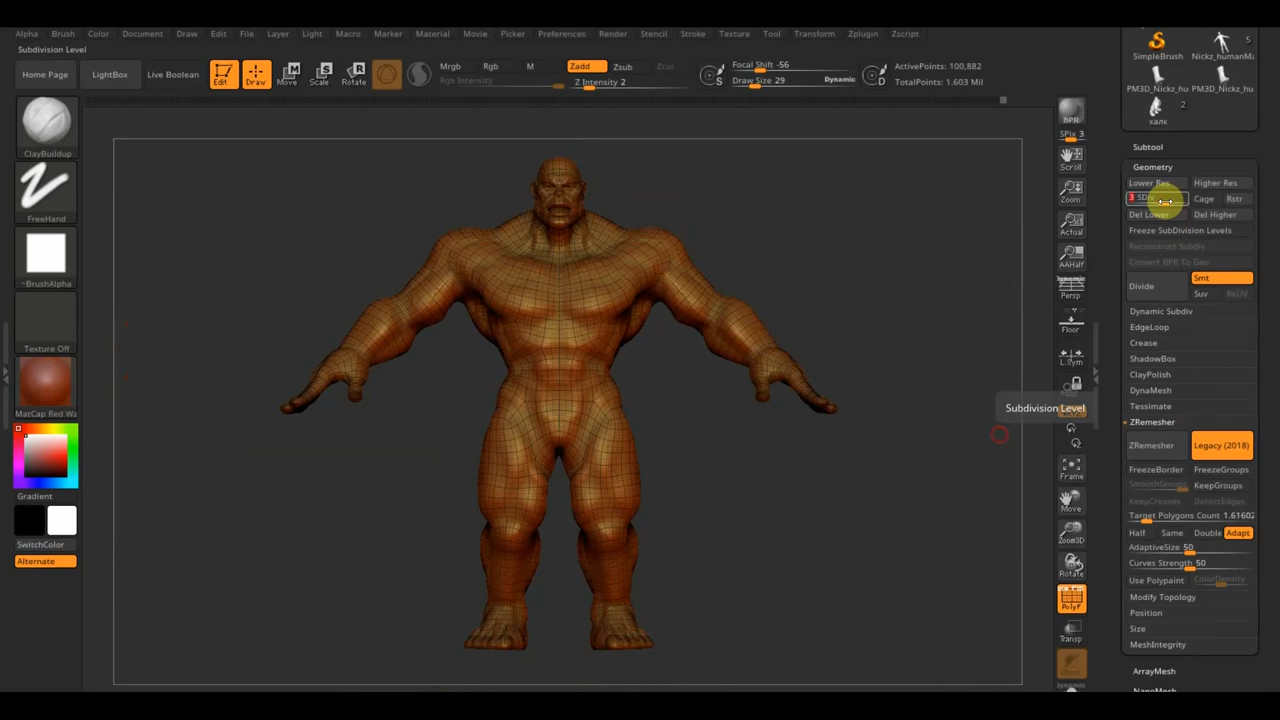 Alpha Brush Color Document Draw Edit File Layer Light Macro Marker Material Movie Picker Preferences Render Stencil Stroke Texture Tool Transform Zplugin Zscript
Subdivision Level
Home Page
LightBox
Live Boolean
Edit
Draw
Move
Scale
Rotate
Mrgb Rgb M
Rgb Intensity
Zadd Zsub Zcut
Z Intensity 2
S
Focal Shift -56
Draw Size 29
Dynamic
D
ActivePoints: 100,882
TotalPoints: 1.603 Mil
ClayBuildup
FreeHand
~BrushAlpha
Texture Off
MatCap Red Wa
Gradient
SwitchColor
Alternate
BPR
SPix 3
Scroll
Zoom
Actual
AAHalf
Dynamic
Persp
Floor
L.Sym
Subdivision Level
Frame
Move
Zoom3D
Rotate
PolyF
Transp
Dynamic
5
SimpleBrush
Nickz_humanMa
PM3D_Nickz_hu
PM3D_Nickz_hu
2
халк
Subtool
Geometry
Lower Res
Higher Res
3 SDiv
Cage
Rstr
Del Lower
Del Higher
Freeze SubDivision Levels
Reconstruct Subdiv
Convert BPR To Geo
Divide
Smt
Suv
ReUV
Dynamic Subdiv
EdgeLoop
Crease
ShadowBox
ClayPolish
DynaMesh
Tessimate
ZRemesher
ZRemesher
Legacy (2018)
FreezeBorder
FreezeGroups
SmoothGroups
KeepGroups
KeepCreases
DetectEdges
Target Polygons Count 1.61602
Half
Same
Double
Adapt
AdaptiveSize 50
Curves Strength 50
Use Polypaint
ColorDensity
Modify Topology
Position
Size
MeshIntegrity
ArrayMesh
NanoMesh